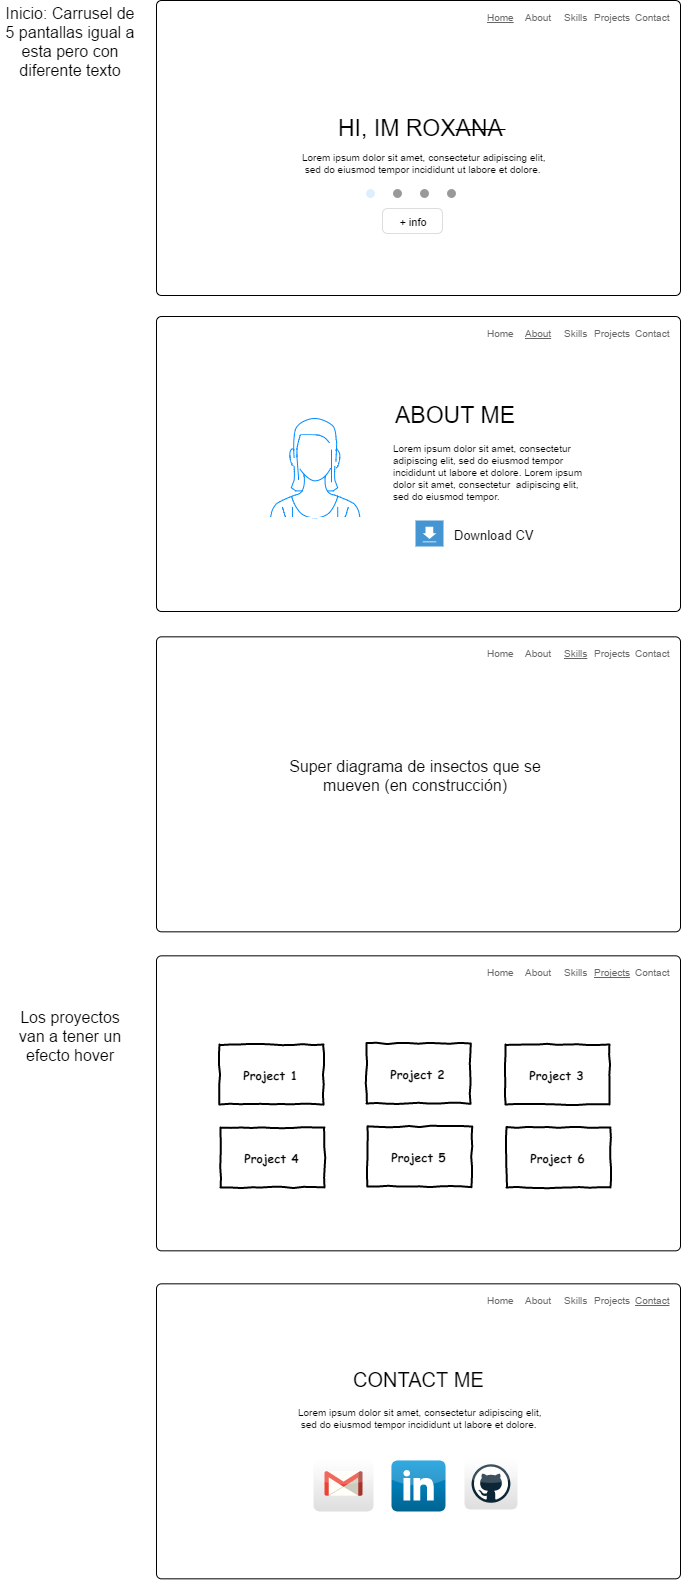 Inicio: Carrusel de
5 pantallas igual a
esta pero con
diferente texto
Home About Skills Projects Contact
HI, IM ROXANA
Lorem ipsum dolor sit amet, consectetur adipiscing elit,
sed do eiusmod tempor incididunt ut labore et dolore.
+ info
Home About Skills Projects Contact
ABOUT ME
Lorem ipsum dolor sit amet, consectetur
adipiscing elit, sed do eiusmod tempor
incididunt ut labore et dolore. Lorem ipsum
dolor sit amet, consectetur adipiscing elit,
sed do eiusmod tempor.
Download CV
Home About Skills Projects Contact
Super diagrama de insectos que se
mueven (en construcción)
Home About Skills Projects Contact
Los proyectos
van a tener un
efecto hover
Project 1 Project 2 Project 3
Project 4 Project 5 Project 6
Home About Skills Projects Contact
CONTACT ME
Lorem ipsum dolor sit amet, consectetur adipiscing elit,
sed do eiusmod tempor incididunt ut labore et dolore.
in